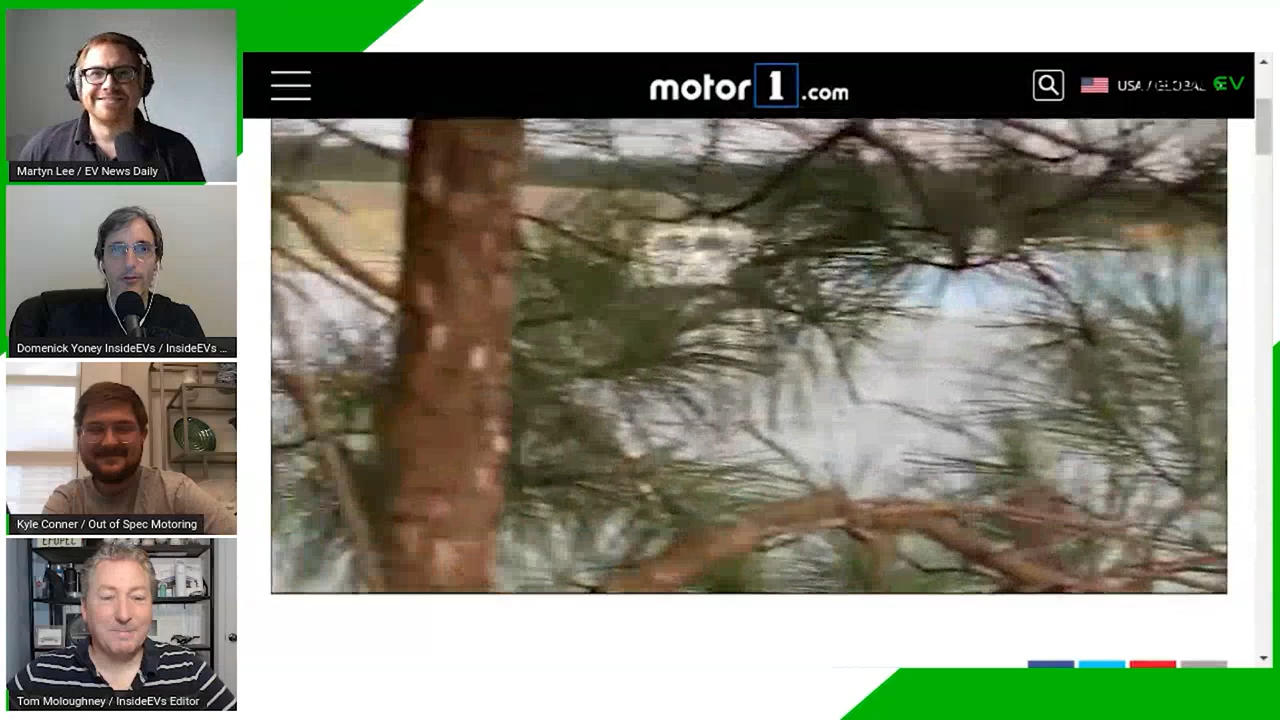 motor1.com
USA / GLOBAL
EV
Martyn Lee / EV News Daily
Domenick Yoney InsideEVs / InsideEVs ...
Kyle Conner / Out of Spec Motoring
Tom Moloughney / InsideEVs Editor